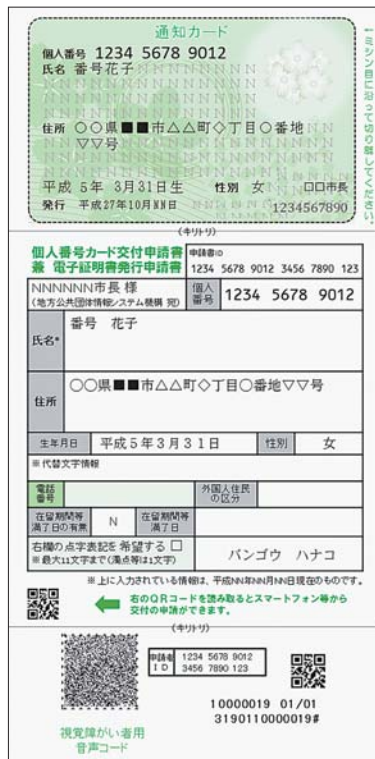 通知カード
個人番号 1234 5678 9012
氏名 番号花子
住所 ○○県■■市△△町◇丁目○番地
▽▽号
平成 5年 3月31日生 性別 女 □□市長
発行 平成27年10月NN日 1234567890
ミシン目に沿って切り離してください。
(キリトリ)
個人番号カード交付申請書
兼 電子証明書発行申請書
申請書ID
1234 5678 9012 3456 7890 123
NNNNNN市長 様
(地方公共団体情報システム機構 宛)
個人番号 1234 5678 9012
氏名* 番号 花子
住所 ○○県■■市△△町◇丁目○番地▽▽号
生年月日 平成5年3月31日 性別 女
※代替文字情報
電話番号 外国人住民の区分
在留期間等満了日の有無 N 在留期間等満了日
右欄の点字表記を希望する □
※最大11文字まで(濁点等は1文字)
バンゴウ ハナコ
※上に入力されている情報は、平成NN年NN月NN日現在のものです。
右のQRコードを読み取るとスマートフォン等から
交付の申請ができます。
(キリトリ)
申請者ID 1234 5678 9012
3456 7890 123
10000019 01/01
3190110000019#
視覚障がい者用
音声コード